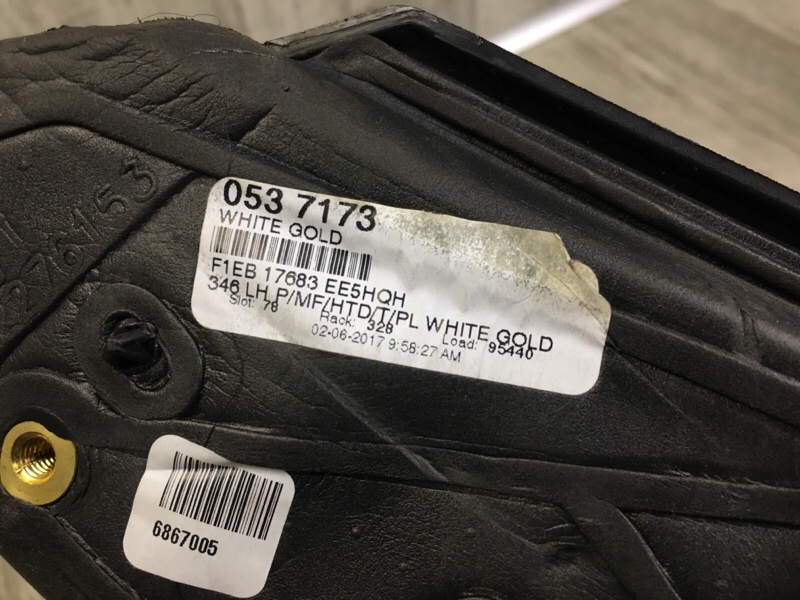 053 7173
WHITE GOLD
F1EB 17683 EE5HQH
346 LH P/MF/HTD/T/PL WHITE GOLD
Slot: 78 Rack: 328 Load: 95440
02-06-2017 9:58:27 AM
6867005